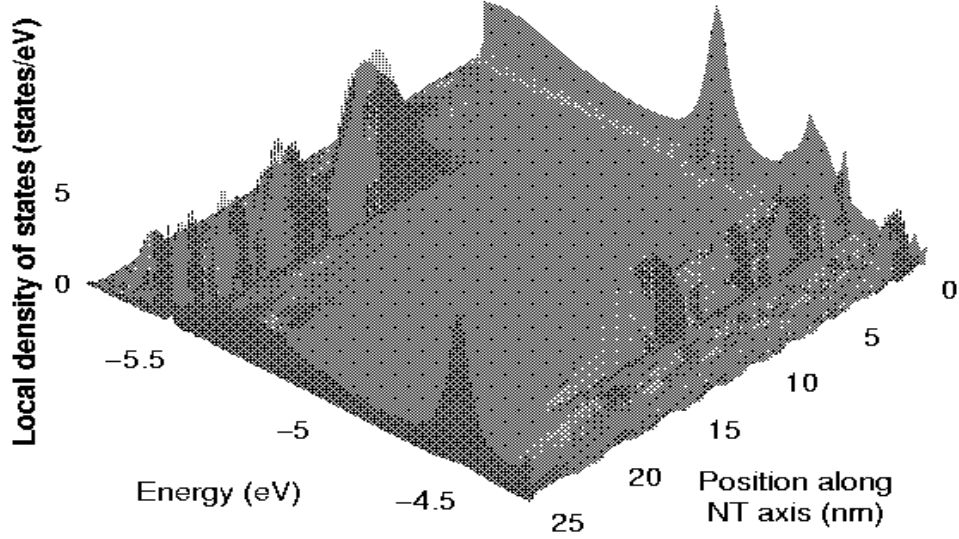 Local density of states (states/eV)
5
0
−5.5
−5
−4.5
Energy (eV)
0
5
10
15
20
25
Position along
NT axis (nm)